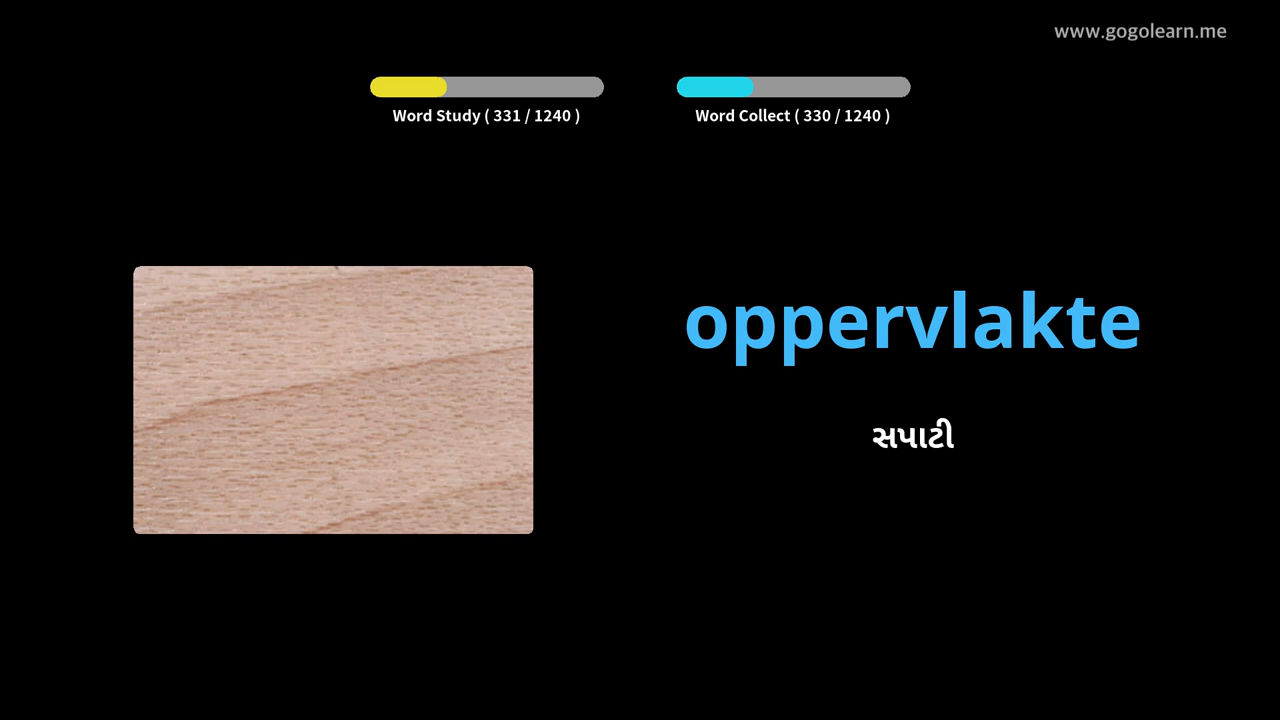 www.gogolearn.me
Word Study ( 331 / 1240 )
Word Collect ( 330 / 1240 )
oppervlakte
સપાટી